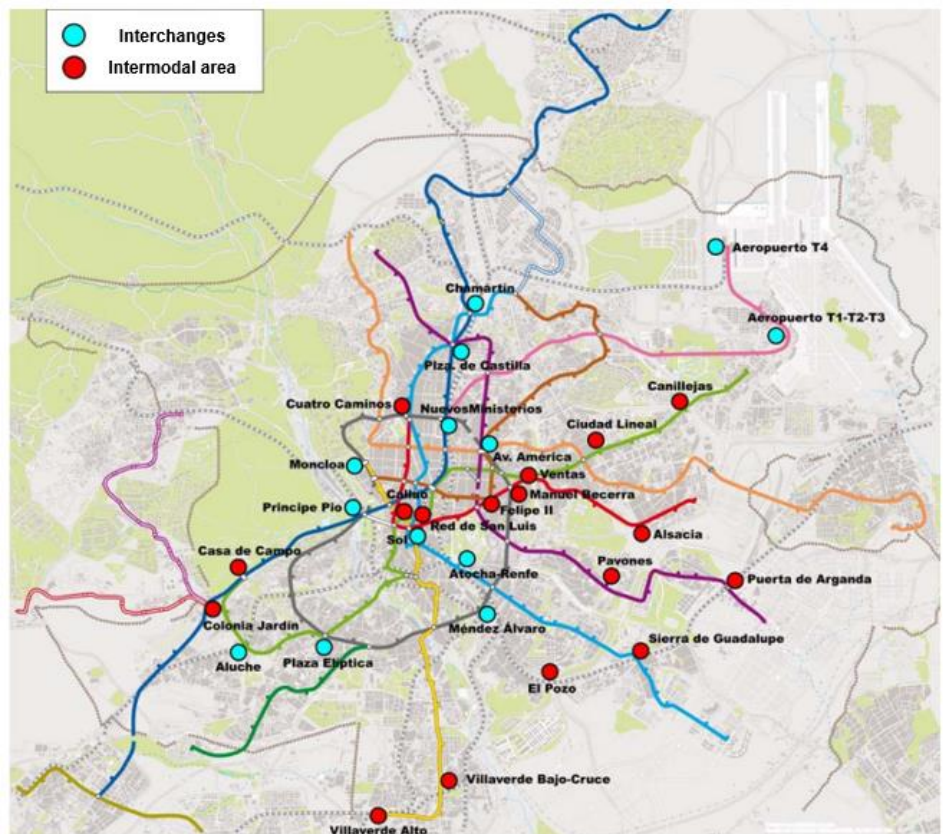 Interchanges
Intermodal area
Aeropuerto T4
Chamartín
Aeropuerto T1-T2-T3
Plza. de Castilla
Canillejas
Cuatro Caminos
NuevosMinisterios
Ciudad Lineal
Av. América
Moncloa
Ventas
Manuel Becerra
Callao
Felipe II
Principe Pio
Red de San Luis
Alsacia
Sol
Casa de Campo
Atocha-Renfe
Pavones
Puerta de Arganda
Colonia Jardín
Méndez Álvaro
Sierra de Guadalupe
Aluche
Plaza Elíptica
El Pozo
Villaverde Bajo-Cruce
Villaverde Alto